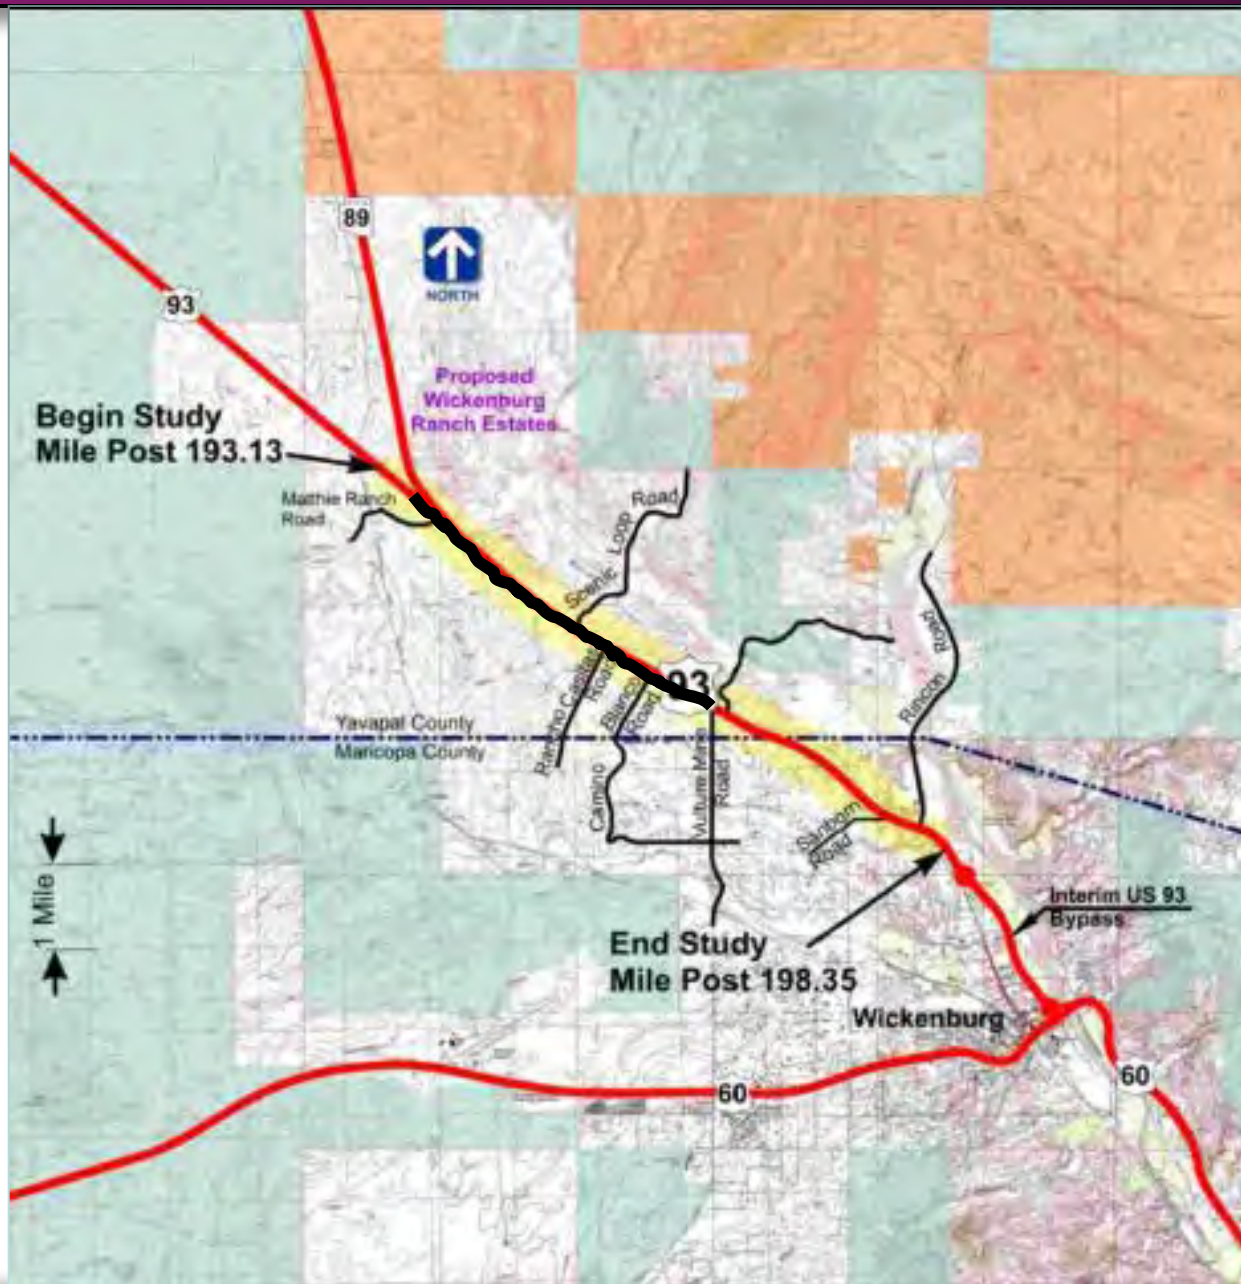 89
NORTH
93
Proposed
Wickenburg
Ranch Estates
Begin Study
Mile Post 193.13
Matthie Ranch
Road
Scenic Loop Road
93
Rincon Road
Yavapai County
Maricopa County
Rancho Casitas
Road
Camino Blanco
Road
Vulture Mine
Road
Sanborn
Road
1 Mile
Interim US 93
Bypass
End Study
Mile Post 198.35
Wickenburg
60
60